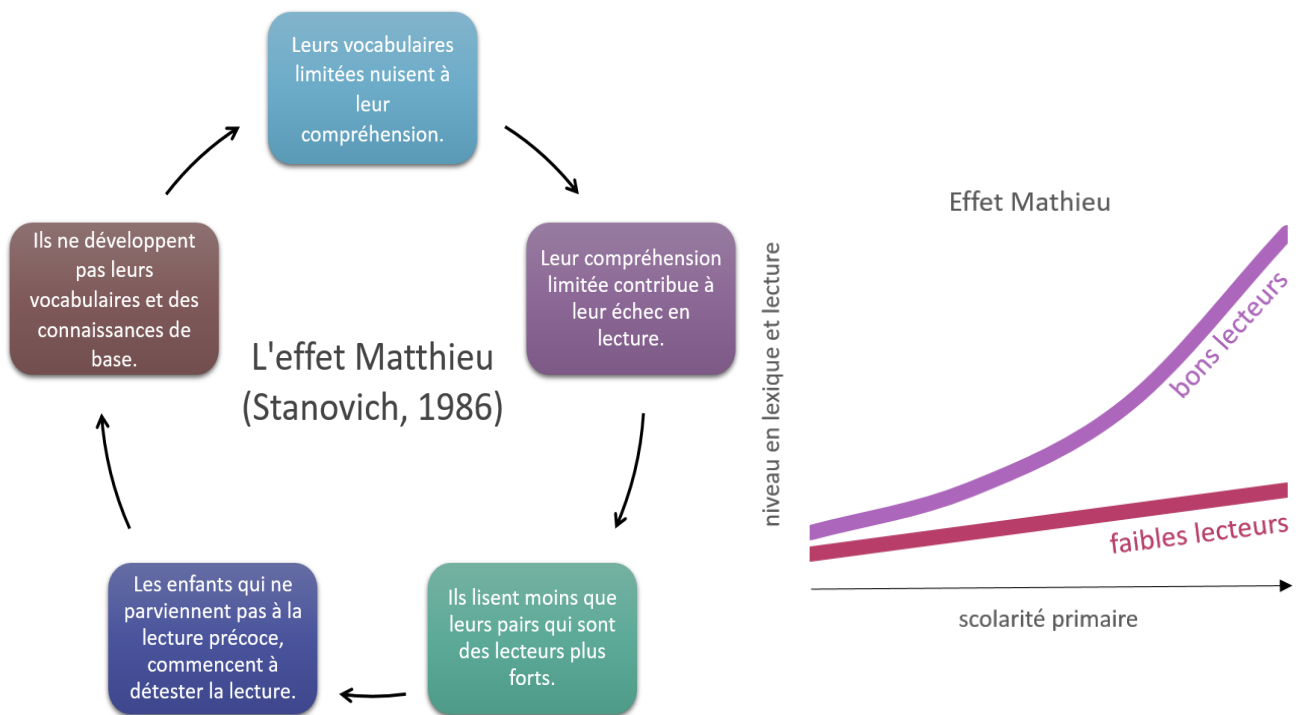 Leurs vocabulaires
limitées nuisent à
leur
compréhension.
Leur compréhension
limitée contribue à
leur échec en
lecture.
Ils lisent moins que
leurs pairs qui sont
des lecteurs plus
forts.
Les enfants qui ne
parviennent pas à la
lecture précoce,
commencent à
détester la lecture.
Ils ne développent
pas leurs
vocabulaires et des
connaissances de
base.
L'effet Matthieu
(Stanovich, 1986)
Effet Mathieu
niveau en lexique et lecture
bons lecteurs
faibles lecteurs
scolarité primaire